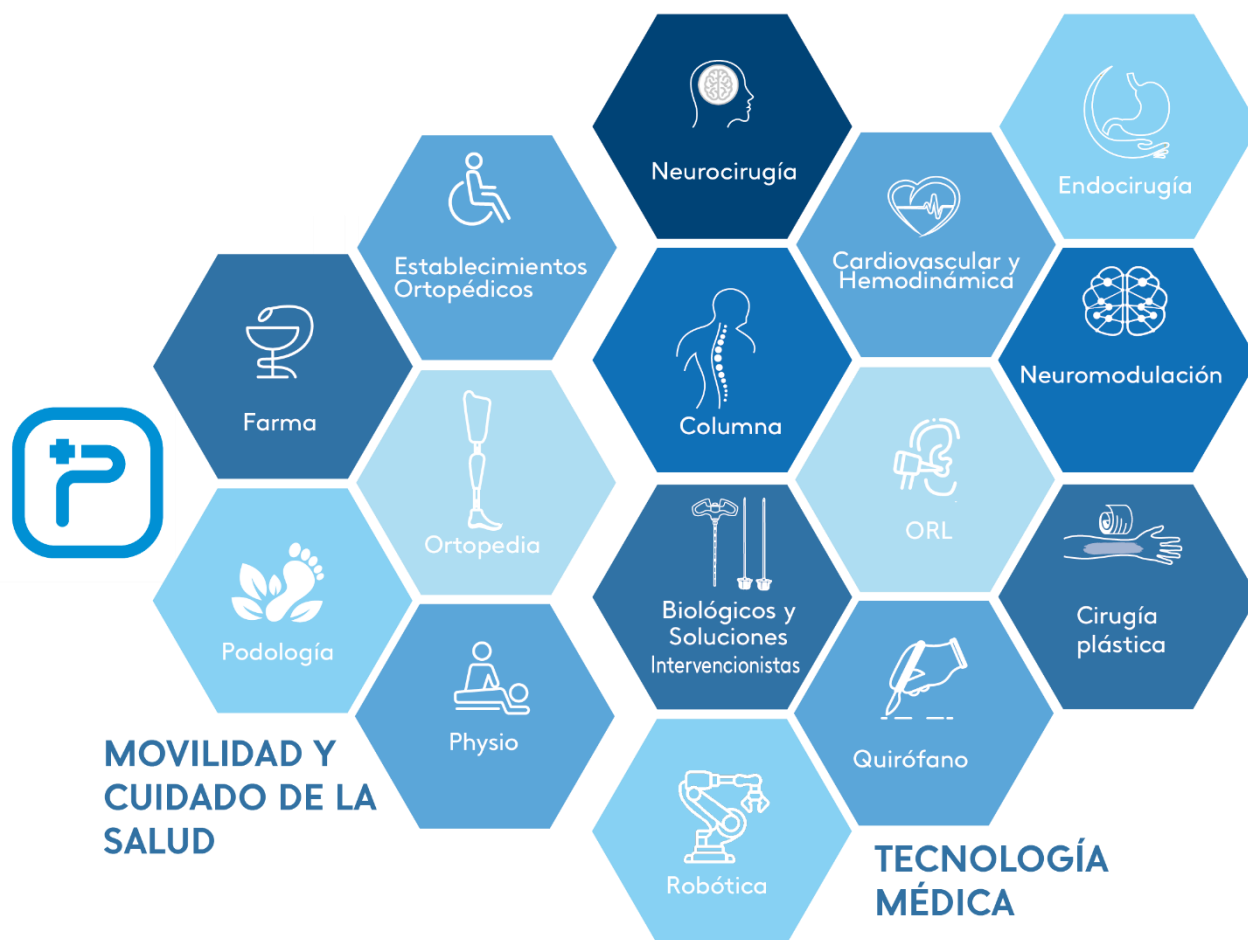 Neurocirugía
Endocirugía
Establecimientos
Ortopédicos
Cardiovascular y
Hemodinámica
Farma
Columna
Neuromodulación
Ortopedia
ORL
Podología
Biológicos y
Soluciones
Intervencionistas
Cirugía
plástica
Physio
Quirófano
Robótica
MOVILIDAD Y
CUIDADO DE LA
SALUD
TECNOLOGÍA
MÉDICA